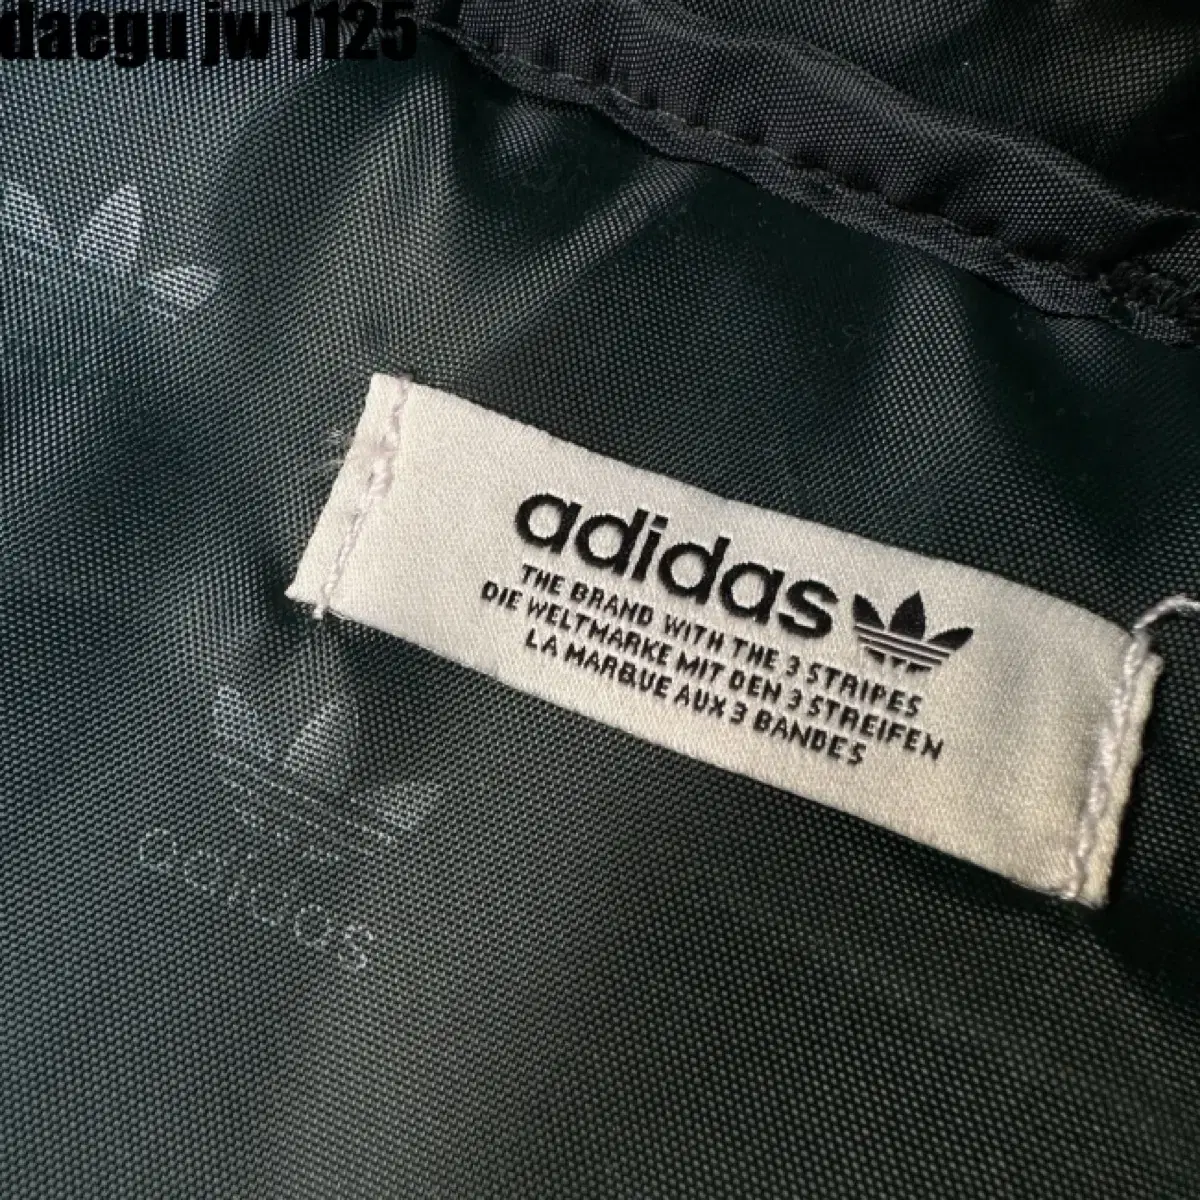 daegu jw 1125
adidas
THE BRAND WITH THE 3 STRIPES
DIE WELTMARKE MIT DEN 3 STREIFEN
LA MARQUE AUX 3 BANDES
adidas